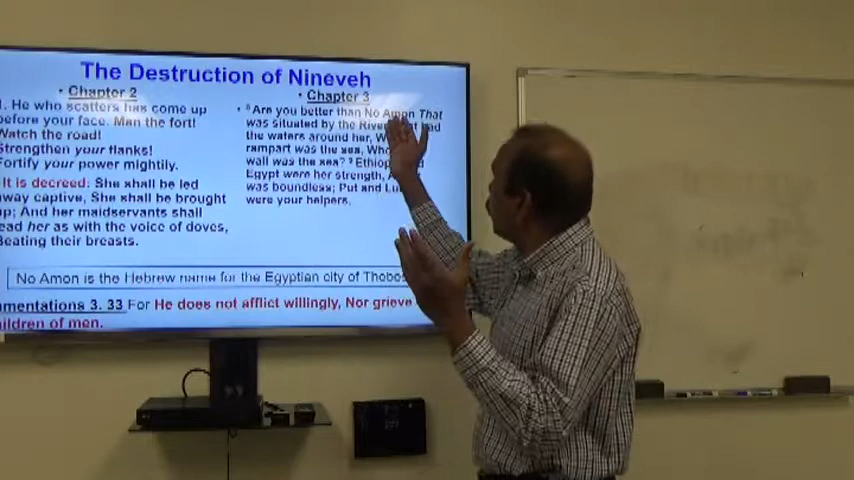 The Destruction of Nineveh
• Chapter 2
1. He who scatters has come up
before your face. Man the fort!
Watch the road!
Strengthen your flanks!
Fortify your power mightily.
It is decreed: She shall be led
away captive, She shall be brought
up; And her maidservants shall
lead her as with the voice of doves,
Beating their breasts.
• Chapter 3
• 8 Are you better than No Amon That
was situated by the River had
the waters around her,
rampart was the sea,
wall was the sea? 9
Egypt were her strength,
was boundless; Put and
were your helpers.
No Amon is the Hebrew name for the Egyptian city of
Lamentations 3. 33 For He does not afflict willingly, Nor grieve
children of men.